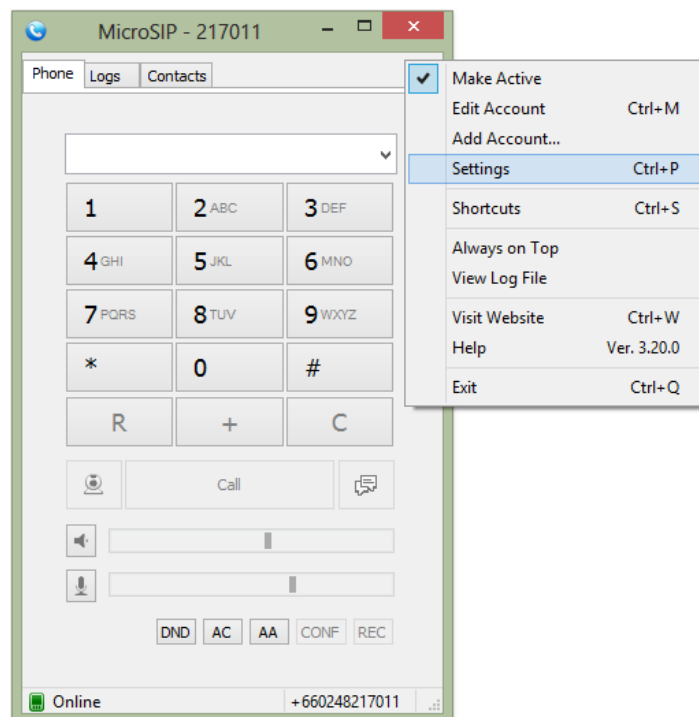 MicroSIP - 217011
Phone Logs Contacts
Make Active
Edit Account Ctrl+M
Add Account...
Settings Ctrl+P
Shortcuts Ctrl+S
Always on Top
View Log File
Visit Website Ctrl+W
Help Ver. 3.20.0
Exit Ctrl+Q
1 2 ABC 3 DEF
4 GHI 5 JKL 6 MNO
7 PQRS 8 TUV 9 WXYZ
* 0 #
R + C
Call
DND AC AA CONF REC
Online +660248217011